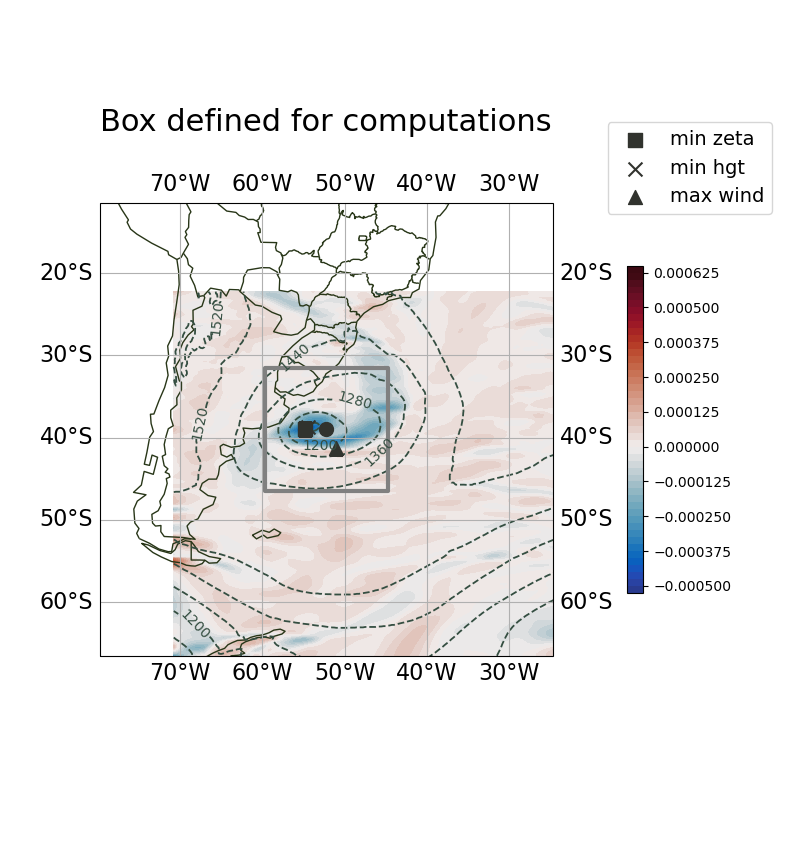 Box defined for computations
min zeta
min hgt
max wind
70°W 60°W 50°W 40°W 30°W
20°S 20°S
30°S 30°S
40°S 40°S
50°S 50°S
60°S 60°S
70°W 60°W 50°W 40°W 30°W
1520
1520
1440
1280
1200
1360
1200
0.000625
0.000500
0.000375
0.000250
0.000125
0.000000
−0.000125
−0.000250
−0.000375
−0.000500